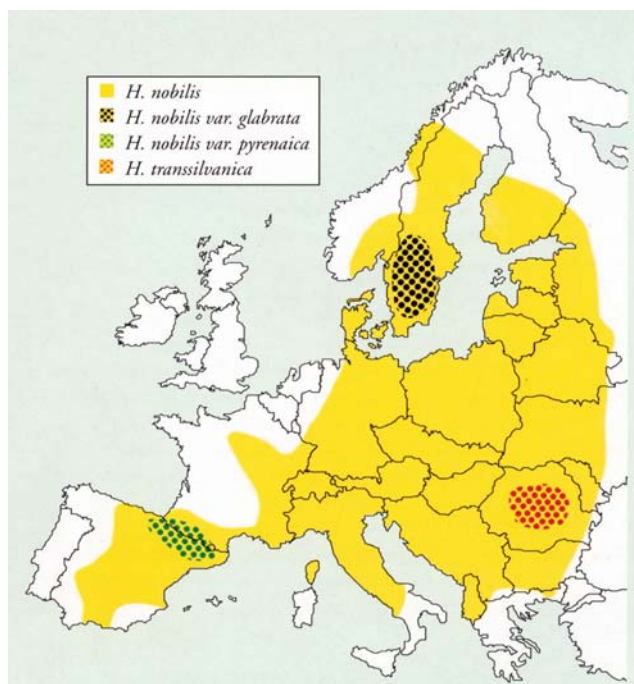 H. nobilis
H. nobilis var. glabrata
H. nobilis var. pyrenaica
H. transsilvanica